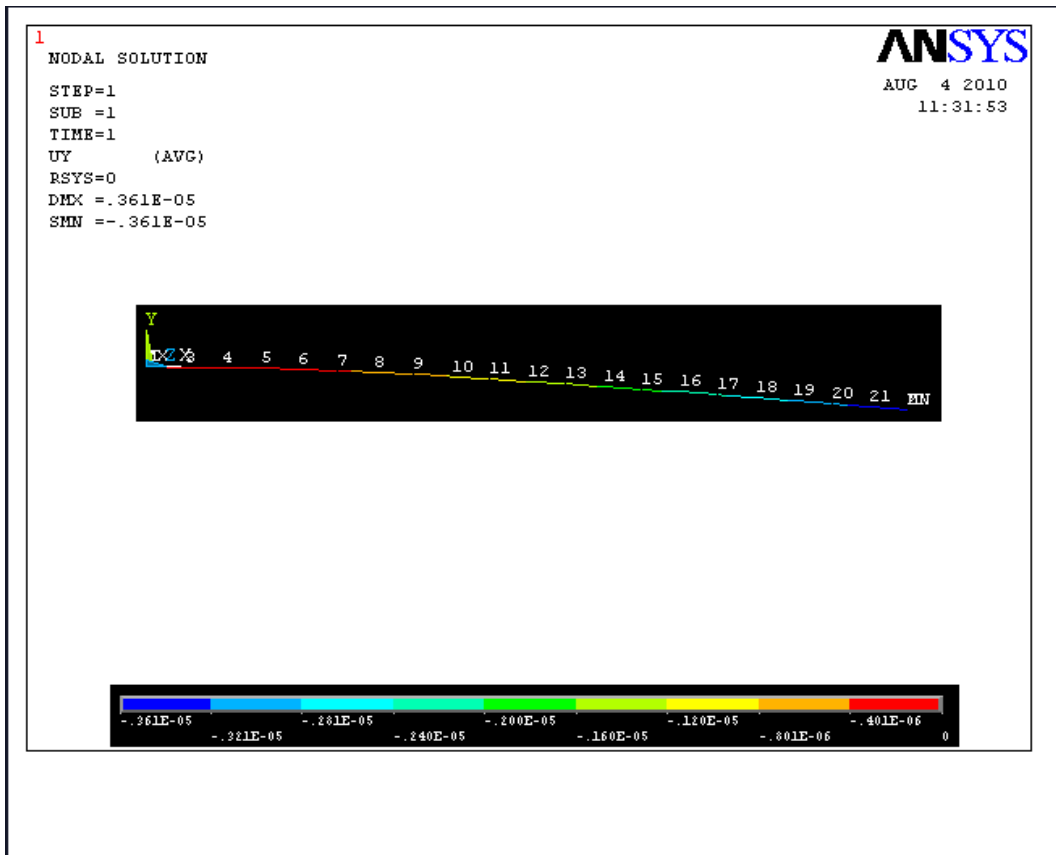 1
NODAL SOLUTION
ANSYS
AUG 4 2010
11:31:53
STEP=1
SUB =1
TIME=1
UY (AVG)
RSYS=0
DMX =.361E-05
SMN =-.361E-05
Y
Z X 3 4 5 6 7 8 9 10 11 12 13 14 15 16 17 18 19 20 21 MN
-.361E-05 -.281E-05 -.200E-05 -.120E-05 -.401E-06
-.321E-05 -.240E-05 -.160E-05 -.801E-06 0